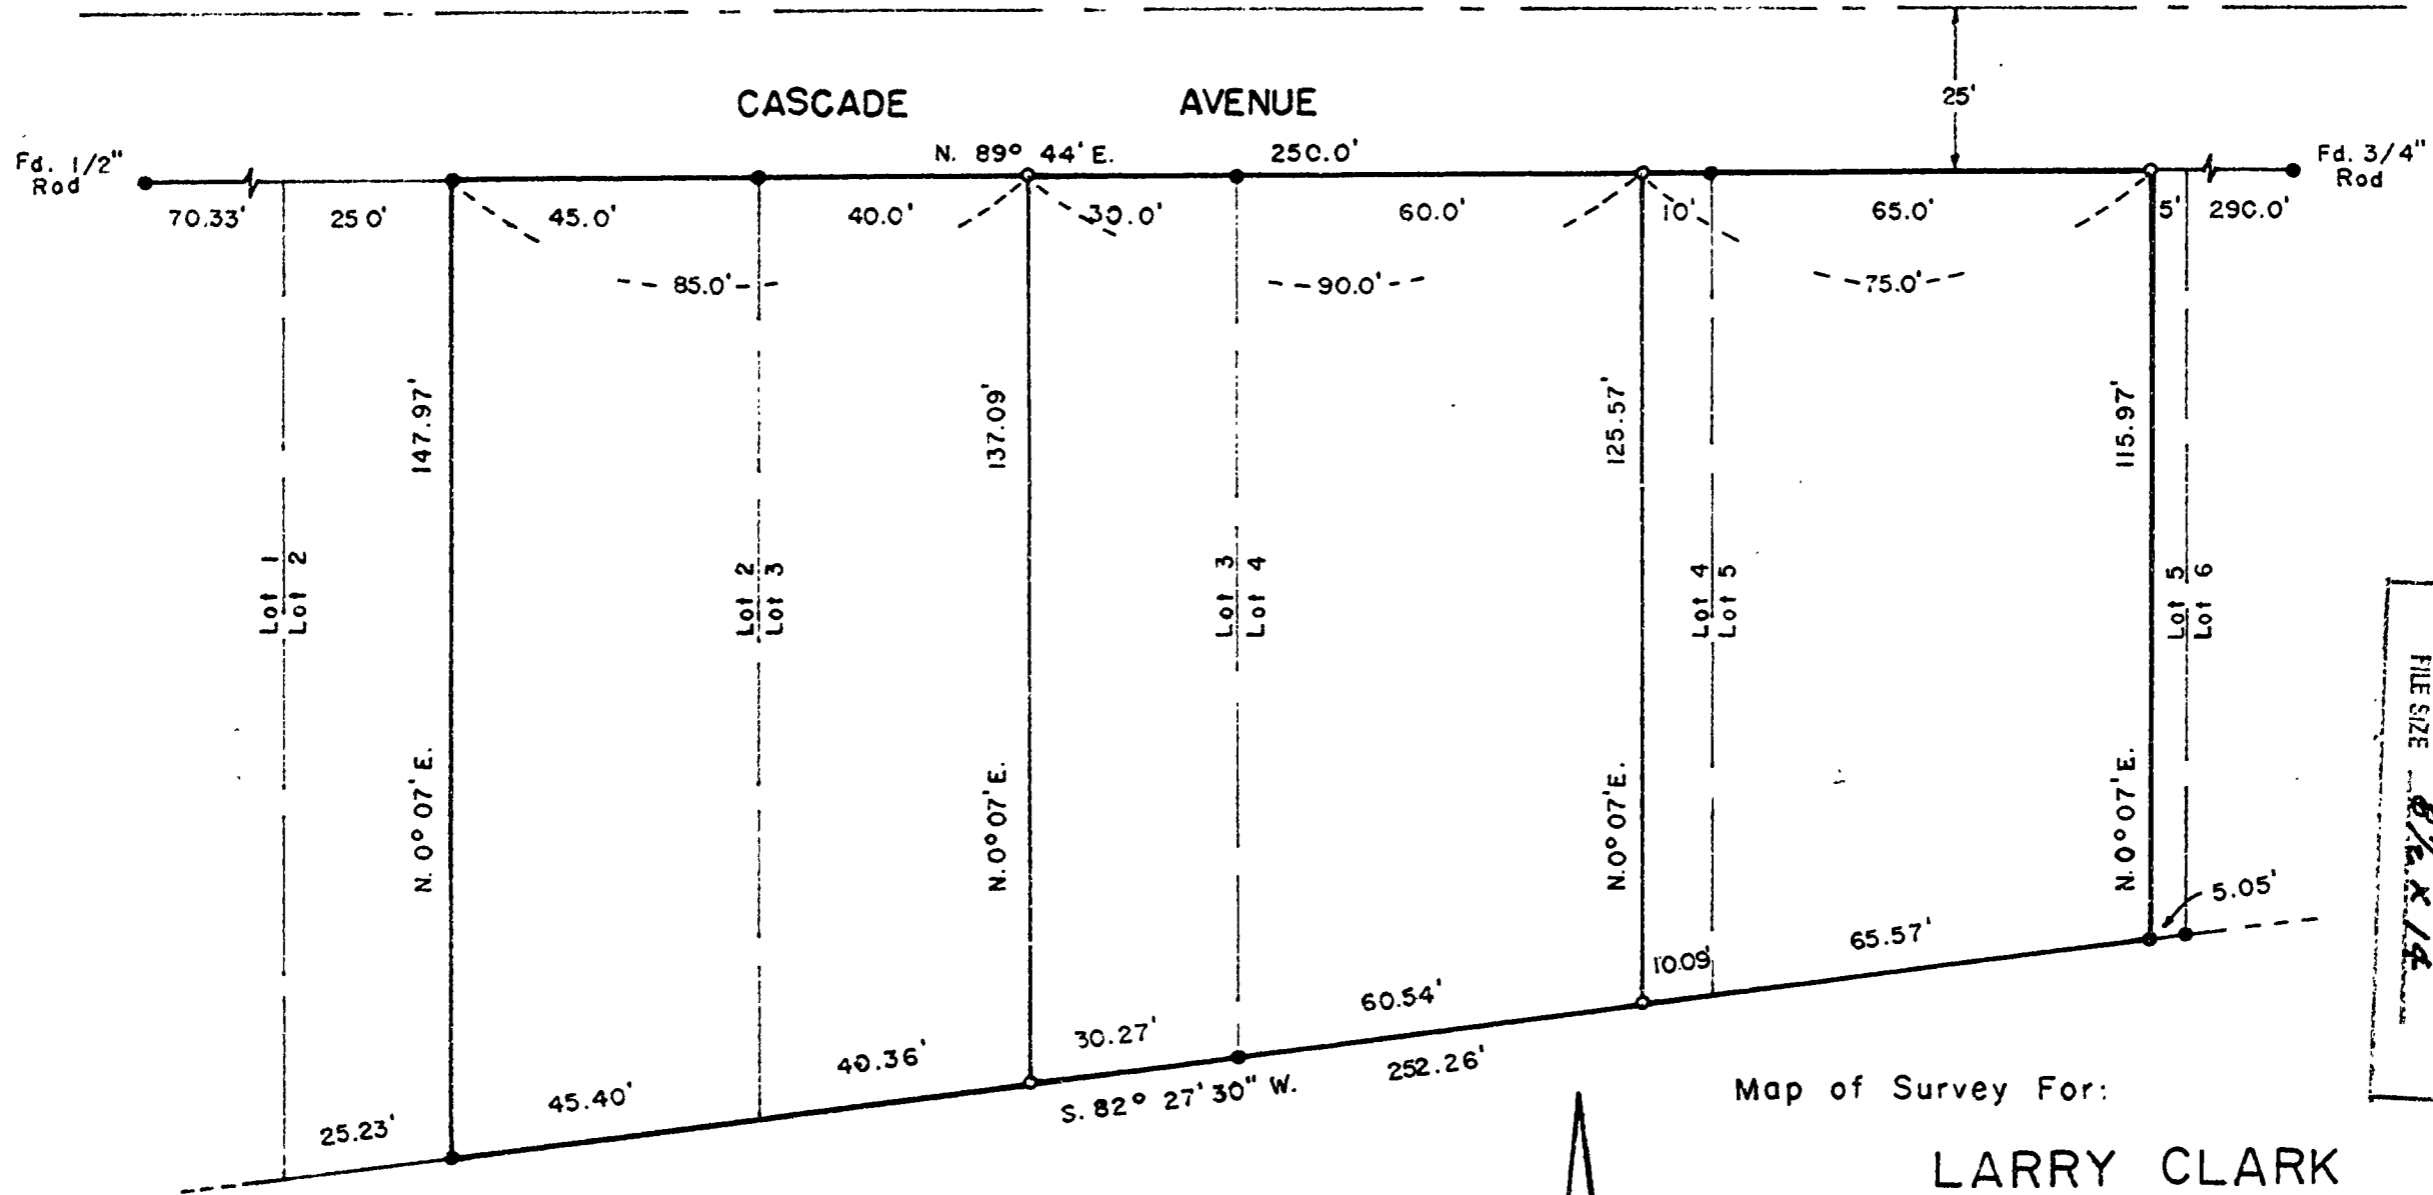 25'
CASCADE AVENUE
N. 89° 44' E. 250.0'
Fd. 1/2"
Rod
Fd. 3/4"
Rod
70.33' 25 0' 45.0' 40.0' 30.0' 60.0' 10' 65.0' 5' 290.0'
85.0' 90.0' 75.0'
147.97'
137.09'
125.57'
115.97'
Lot 1
Lot 2
Lot 2
Lot 3
Lot 3
Lot 4
Lot 4
Lot 5
Lot 5
Lot 6
N. 0° 07' E.
N. 0° 07' E.
N. 0° 07' E.
N. 0° 07' E.
FILE SIZE 8 1/2 X 14
5.05'
65.57'
10.09'
60.54'
30.27'
40.36'
45.40'
25.23'
252.26'
S. 82° 27' 30" W.
Map of Survey For:
LARRY CLARK